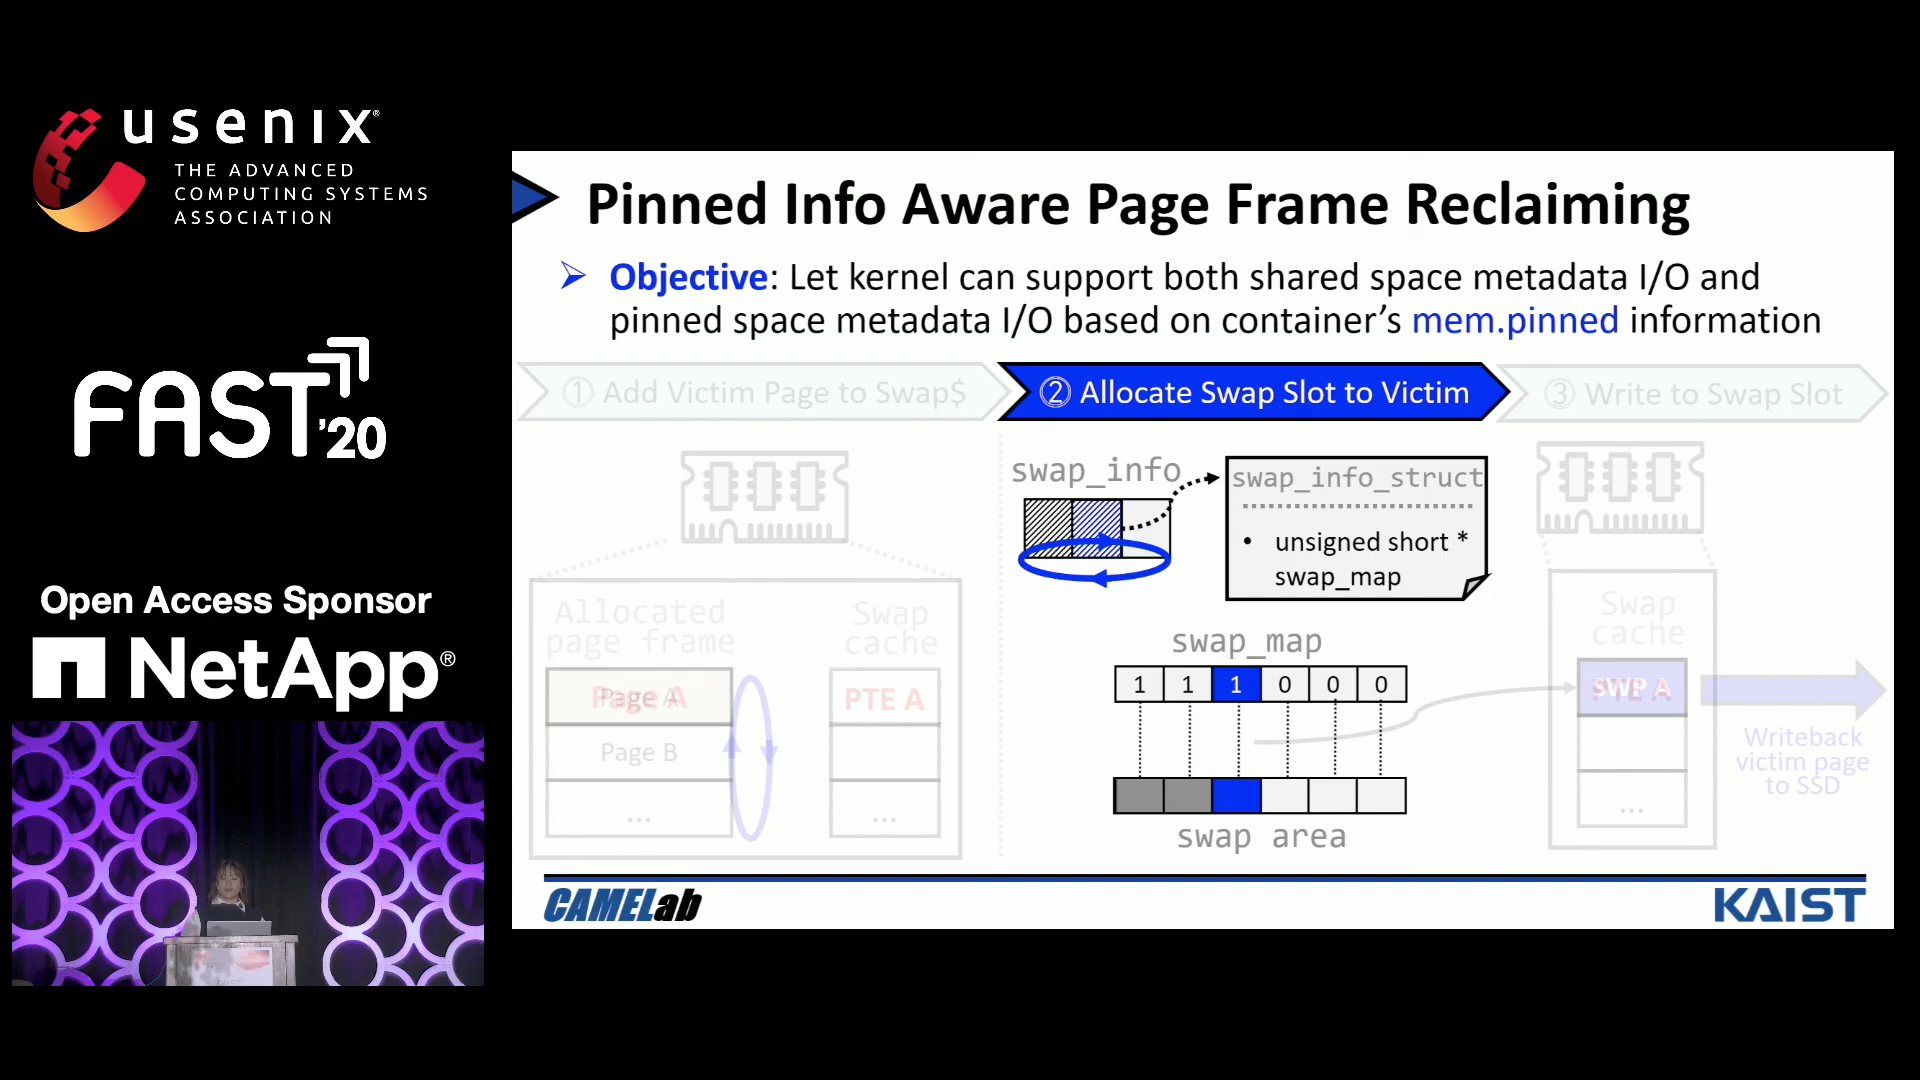 usenix®
THE ADVANCED
COMPUTING SYSTEMS
ASSOCIATION
FAST '20
Open Access Sponsor
NetApp®
Pinned Info Aware Page Frame Reclaiming
Objective: Let kernel can support both shared space metadata I/O and
pinned space metadata I/O based on container's mem.pinned information
① Add Victim Page to Swap$
② Allocate Swap Slot to Victim
③ Write to Swap Slot
Allocated
page frame
Page A
Page B
...
Swap
cache
PTE A
...
swap_info
swap_info_struct
• unsigned short *
swap_map
swap_map
1 1 1 0 0 0
swap area
Swap
cache
SWP A
...
Writeback
victim page
to SSD
CAMELab
KAIST